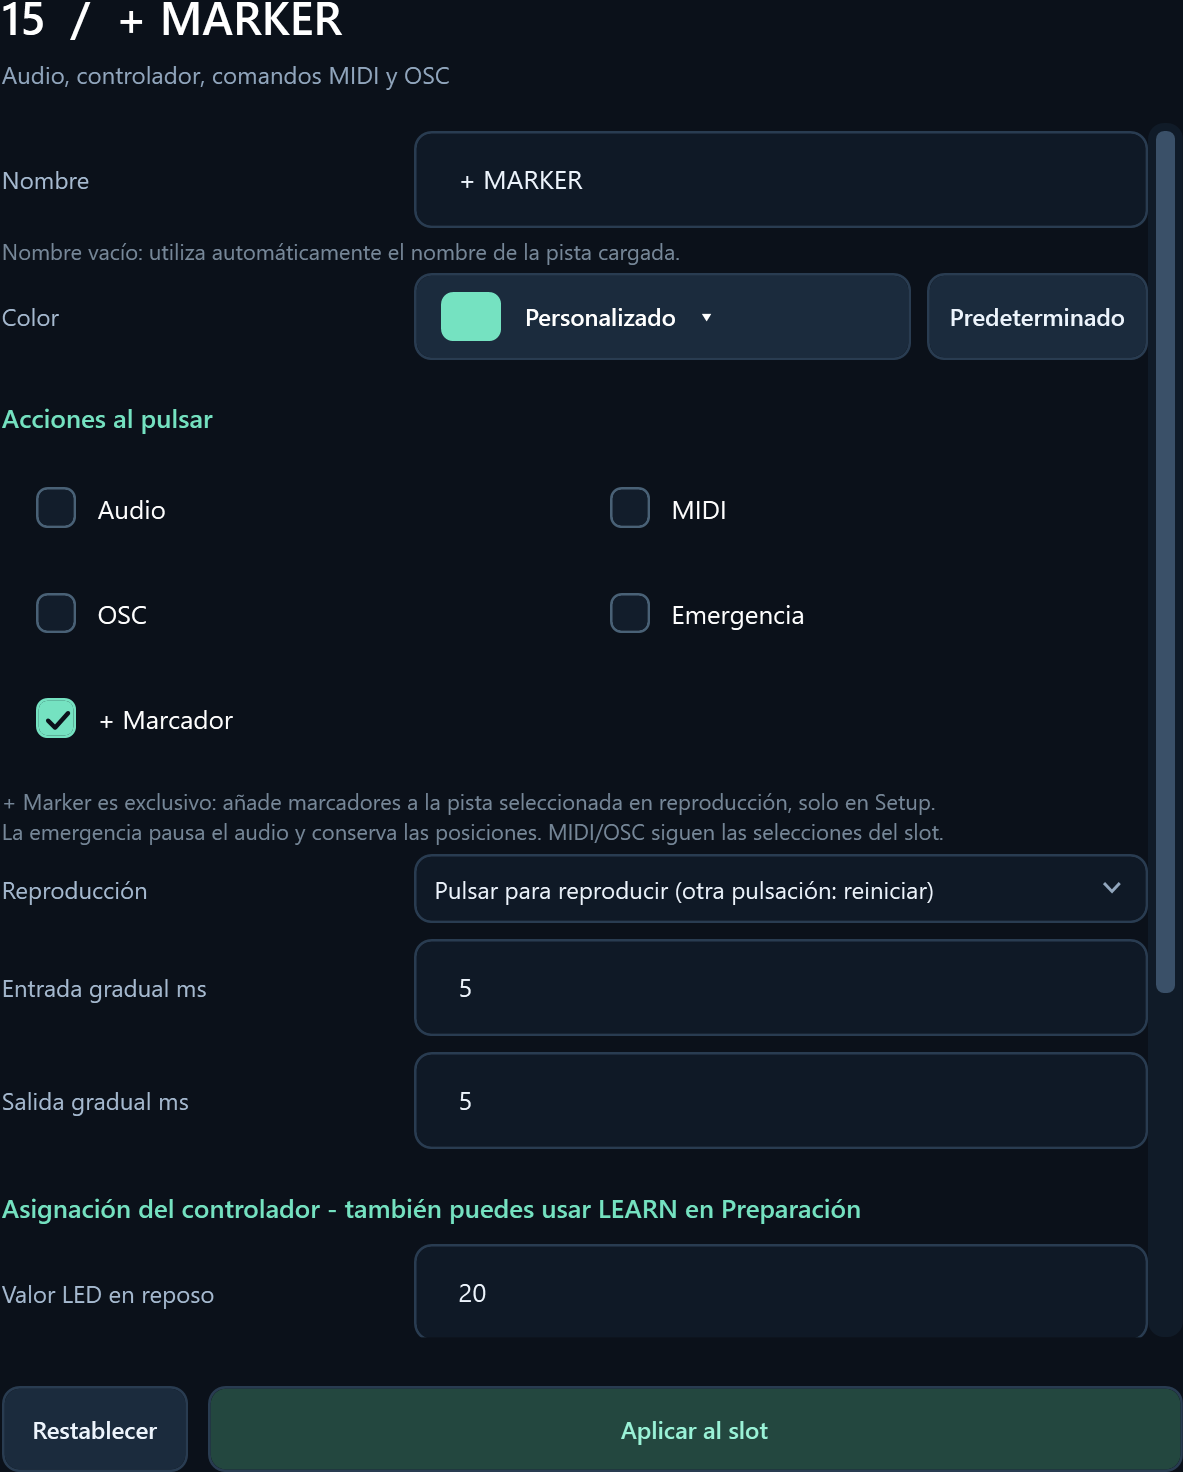 15 / + MARKER
Audio, controlador, comandos MIDI y OSC
Nombre
+ MARKER
Nombre vacío: utiliza automáticamente el nombre de la pista cargada.
Color
Personalizado
Predeterminado
Acciones al pulsar
Audio
MIDI
OSC
Emergencia
+ Marcador
+ Marker es exclusivo: añade marcadores a la pista seleccionada en reproducción, solo en Setup.
La emergencia pausa el audio y conserva las posiciones. MIDI/OSC siguen las selecciones del slot.
Reproducción
Pulsar para reproducir (otra pulsación: reiniciar)
Entrada gradual ms
5
Salida gradual ms
5
Asignación del controlador - también puedes usar LEARN en Preparación
Valor LED en reposo
20
Restablecer
Aplicar al slot